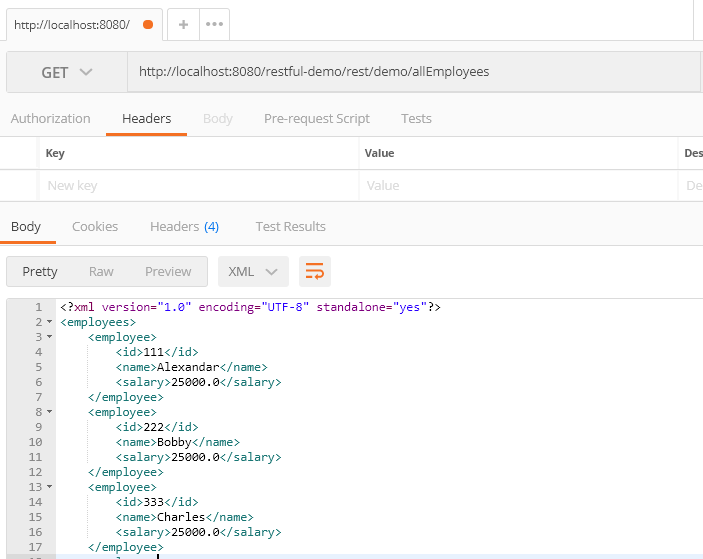 http://localhost:8080/
GET http://localhost:8080/restful-demo/rest/demo/allEmployees
Authorization Headers Body Pre-request Script Tests
Key Value Des
New key Value De
Body Cookies Headers (4) Test Results
Pretty Raw Preview XML
1 <?xml version="1.0" encoding="UTF-8" standalone="yes"?>
2 <employees>
3 <employee>
4 <id>111</id>
5 <name>Alexandar</name>
6 <salary>25000.0</salary>
7 </employee>
8 <employee>
9 <id>222</id>
10 <name>Bobby</name>
11 <salary>25000.0</salary>
12 </employee>
13 <employee>
14 <id>333</id>
15 <name>Charles</name>
16 <salary>25000.0</salary>
17 </employee>